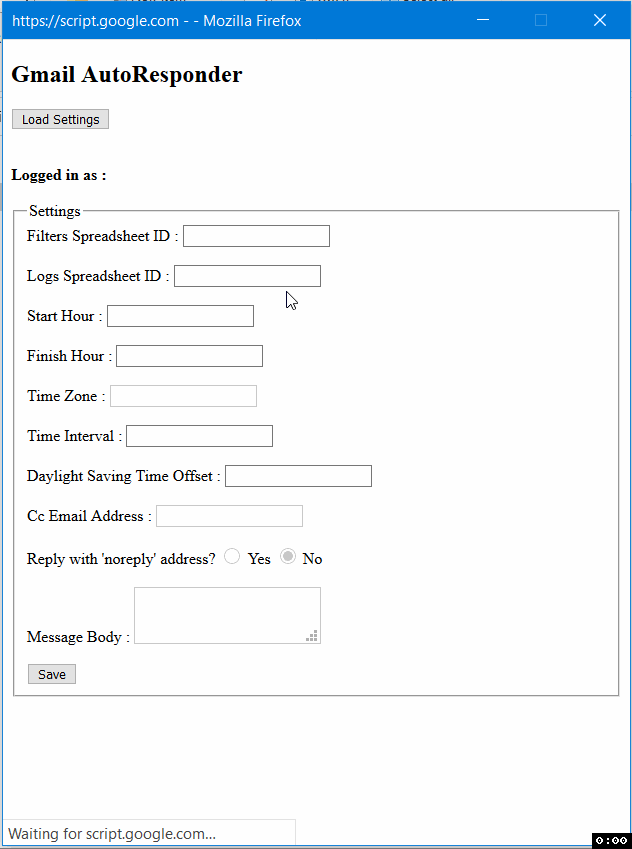 https://script.google.com - - Mozilla Firefox
Gmail AutoResponder
Load Settings
Logged in as :
Settings
Filters Spreadsheet ID :
Logs Spreadsheet ID :
Start Hour :
Finish Hour :
Time Zone :
Time Interval :
Daylight Saving Time Offset :
Cc Email Address :
Reply with 'noreply' address? Yes No
Message Body :
Save
Waiting for script.google.com...
0:00